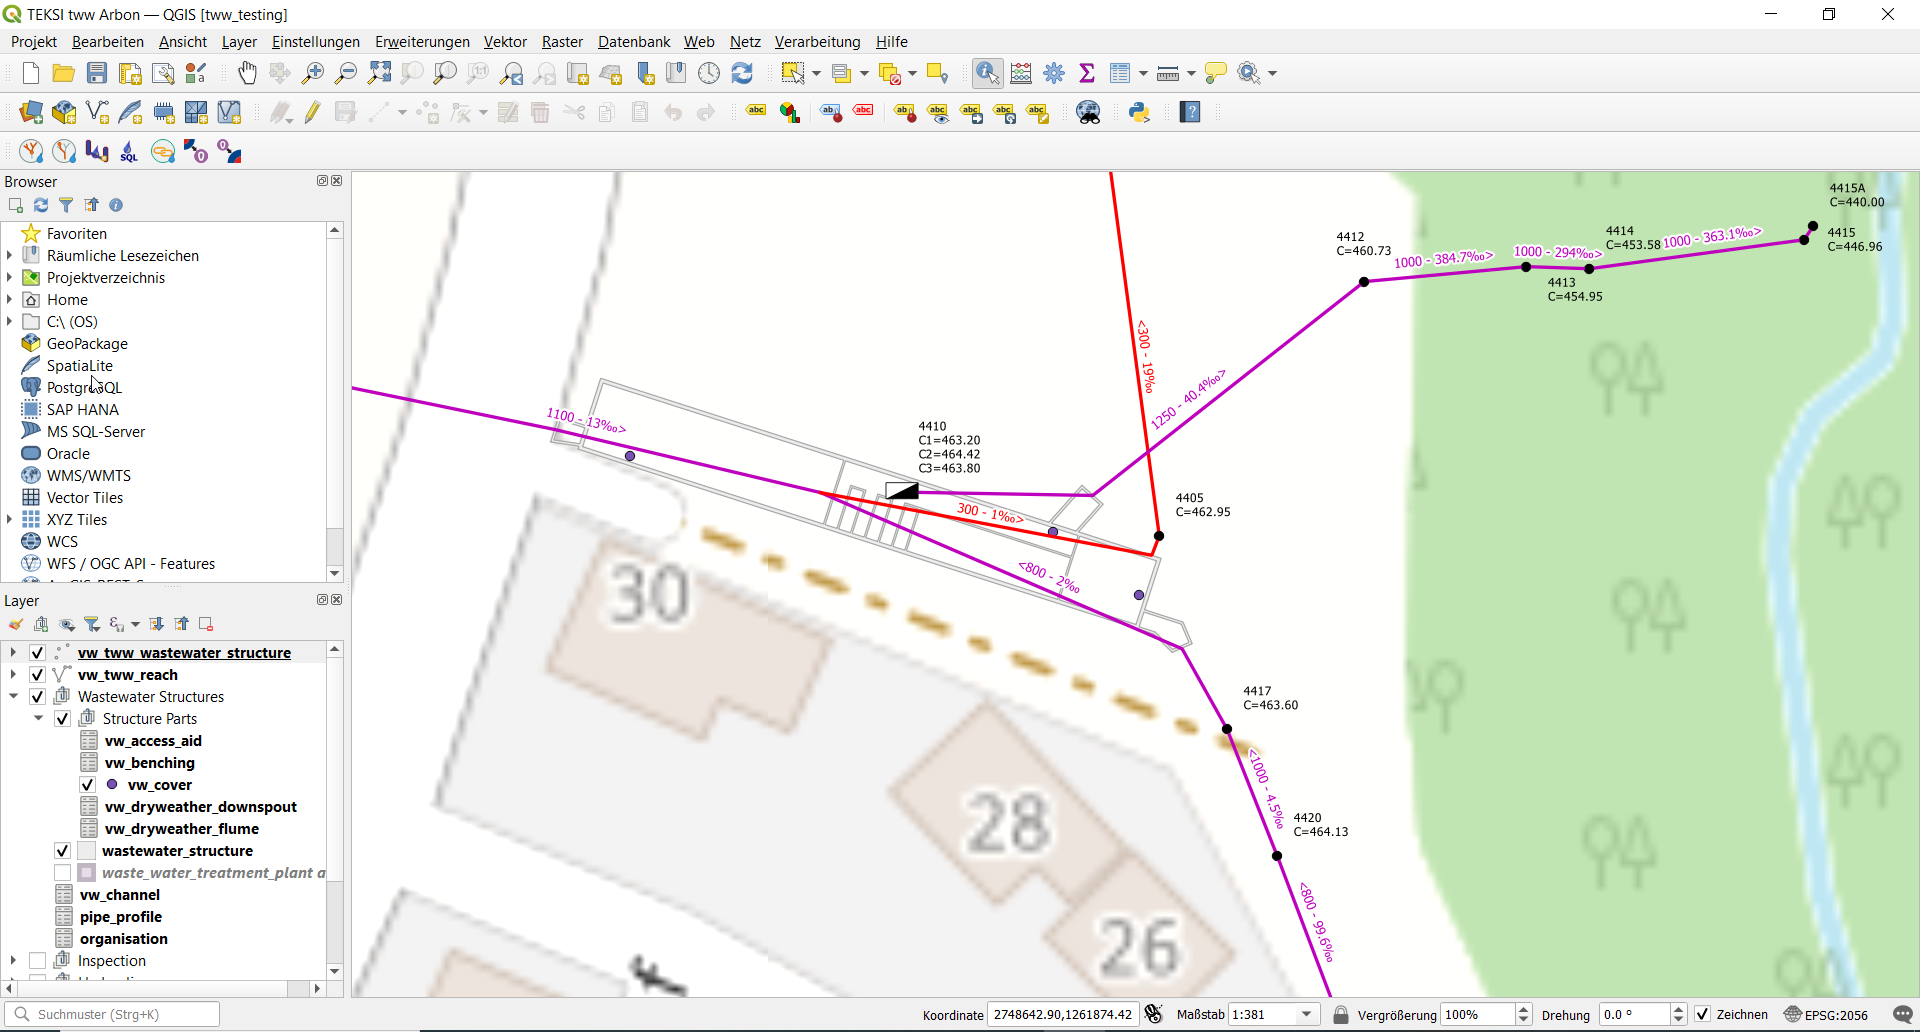 TEKSI tww Arbon — QGIS [tww_testing]
Projekt Bearbeiten Ansicht Layer Einstellungen Erweiterungen Vektor Raster Datenbank Web Netz Verarbeitung Hilfe
Browser
Favoriten
Räumliche Lesezeichen
Projektverzeichnis
Home
C:\ (OS)
GeoPackage
SpatiaLite
PostgreSQL
SAP HANA
MS SQL-Server
Oracle
WMS/WMTS
Vector Tiles
XYZ Tiles
WCS
WFS / OGC API - Features
Layer
vw_tww_wastewater_structure
vw_tww_reach
Wastewater Structures
Structure Parts
vw_access_aid
vw_benching
vw_cover
vw_dryweather_downspout
vw_dryweather_flume
wastewater_structure
waste_water_treatment_plant a
vw_channel
pipe_profile
organisation
Inspection
4415A
C=440.00
4415
C=446.96
4414
C=453.58
1000 - 363.1‰>
4412
C=460.73
1000 - 384.7‰>
1000 - 294‰>
4413
C=454.95
<300 - 19‰
1250 - 40.4‰>
1100 - 13‰>
4410
C1=463.20
C2=464.42
C3=463.80
4405
C=462.95
300 - 1‰>
<800 - 2‰
30
4417
C=463.60
<1000 - 4.5‰
28
4420
C=464.13
<800 - 99.6‰
26
Suchmuster (Strg+K)
Koordinate 2748642.90,1261874.42 Maßstab 1:381 Vergrößerung 100% Drehung 0.0 ° Zeichnen EPSG:2056